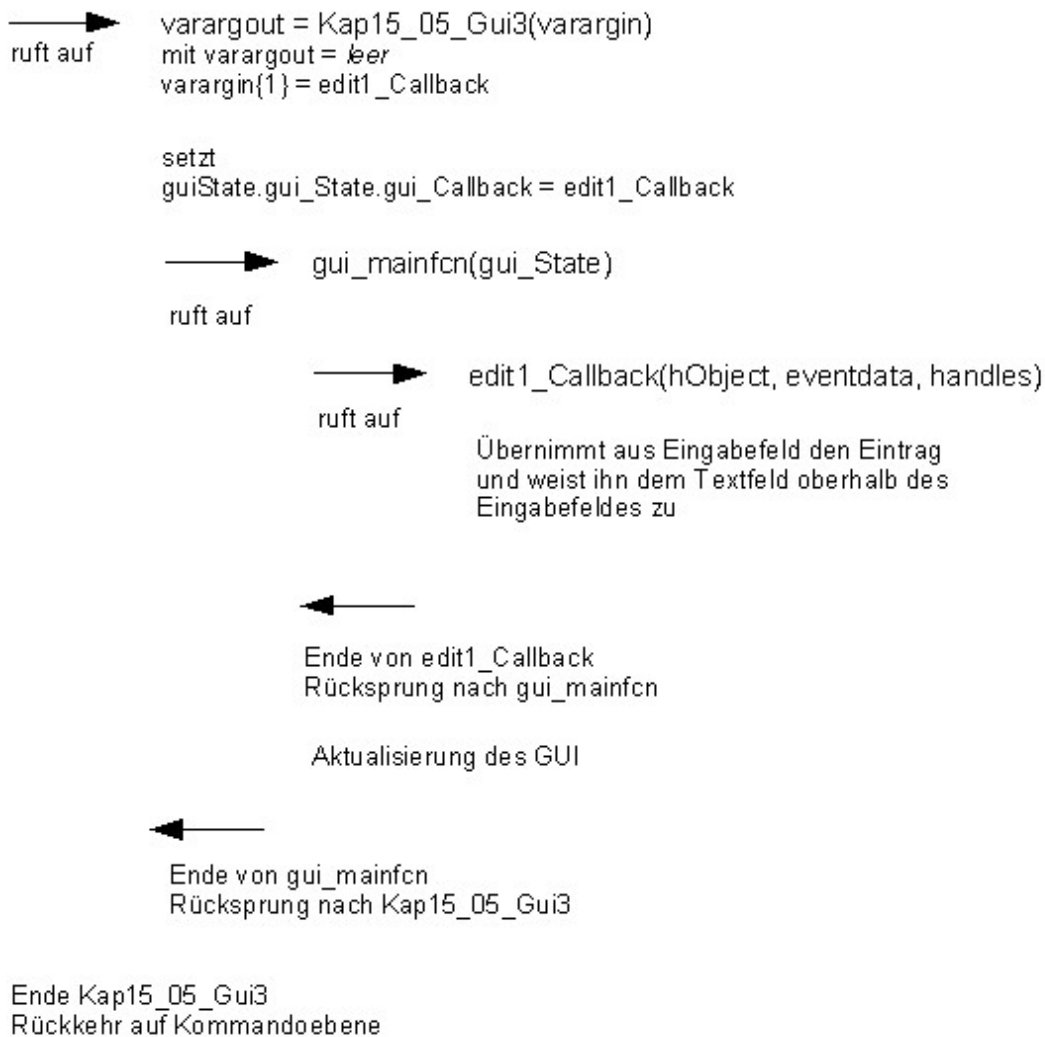 varargout = Kap15_05_Gui3(varargin)
ruft auf
mit varargout = leer
varargin{1} = edit1_Callback
setzt
guiState.gui_State.gui_Callback = edit1_Callback
gui_mainfcn(gui_State)
ruft auf
edit1_Callback(hObject, eventdata, handles)
ruft auf
Übernimmt aus Eingabefeld den Eintrag
und weist ihn dem Textfeld oberhalb des
Eingabefeldes zu
Ende von edit1_Callback
Rücksprung nach gui_mainfcn
Aktualisierung des GUI
Ende von gui_mainfcn
Rücksprung nach Kap15_05_Gui3
Ende Kap15_05_Gui3
Rückkehr auf Kommandoebene